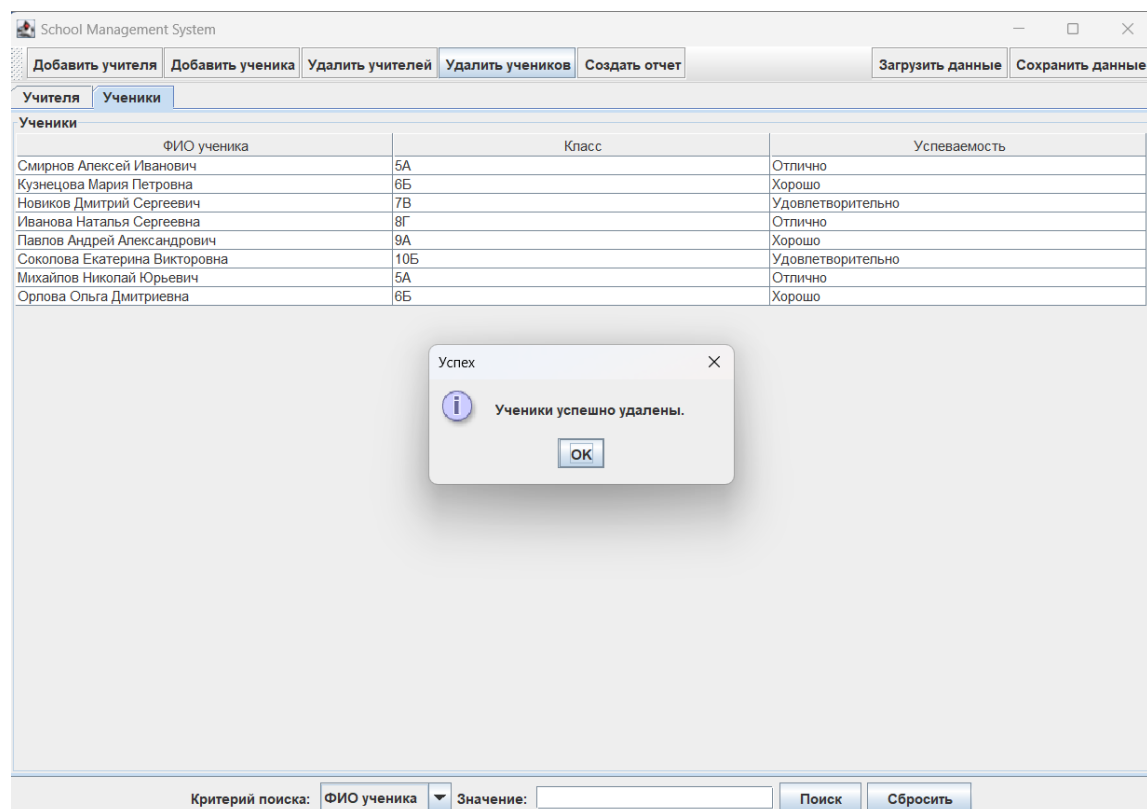 School Management System
Добавить учителя Добавить ученика Удалить учителей Удалить учеников Создать отчет Загрузить данные Сохранить данные
Учителя Ученики
Ученики
ФИО ученика Класс Успеваемость
Смирнов Алексей Иванович 5А Отлично
Кузнецова Мария Петровна 6Б Хорошо
Новиков Дмитрий Сергеевич 7В Удовлетворительно
Иванова Наталья Сергеевна 8Г Отлично
Павлов Андрей Александрович 9А Хорошо
Соколова Екатерина Викторовна 10Б Удовлетворительно
Михайлов Николай Юрьевич 5А Отлично
Орлова Ольга Дмитриевна 6Б Хорошо
Успех
Ученики успешно удалены.
OK
Критерий поиска: ФИО ученика Значение: Поиск Сбросить